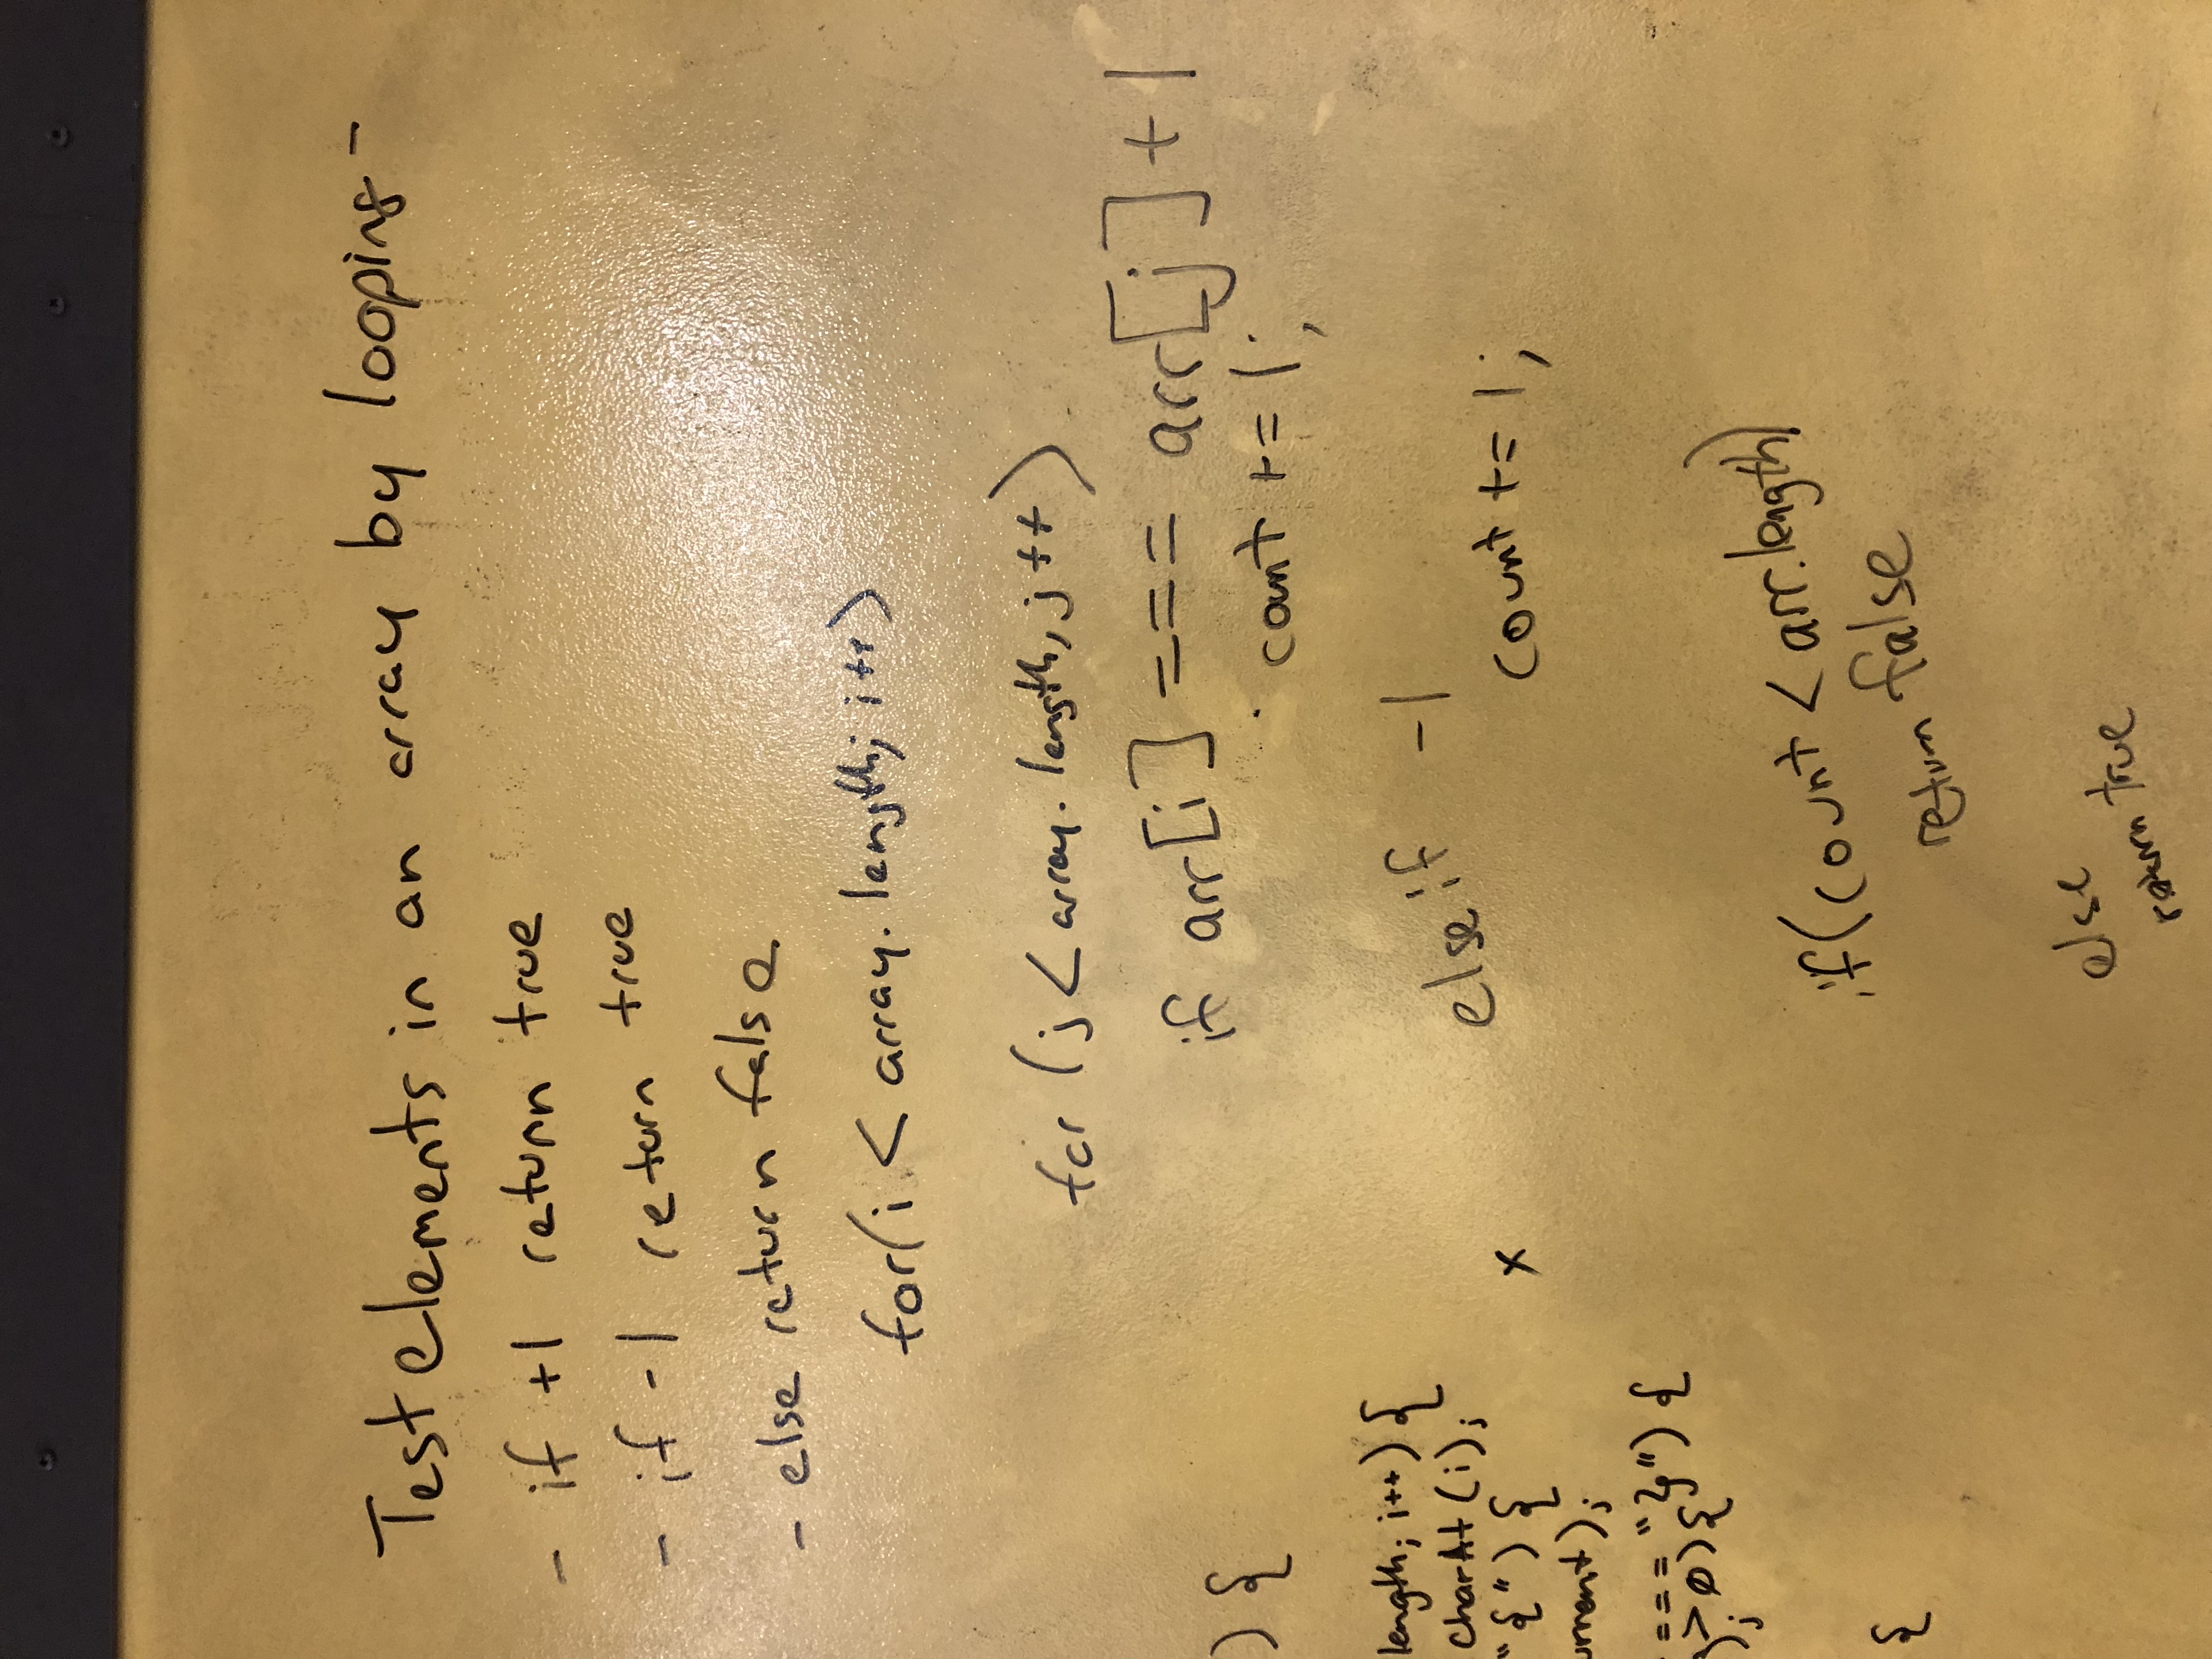 Test elements in an array by looping -
- if +1 return true
- if -1 return true
- else return false
for(i < array.length; i++)
for (j < array.length, j++)
if arr[i] === arr[j]+1
count += 1;
else if -1
count += 1;
if(count < arr.length)
return false
else
return true
) {
length; i++) {
charAt(i);
"{") {
urrent);
=== "}") {
> 0) {
);
{
x